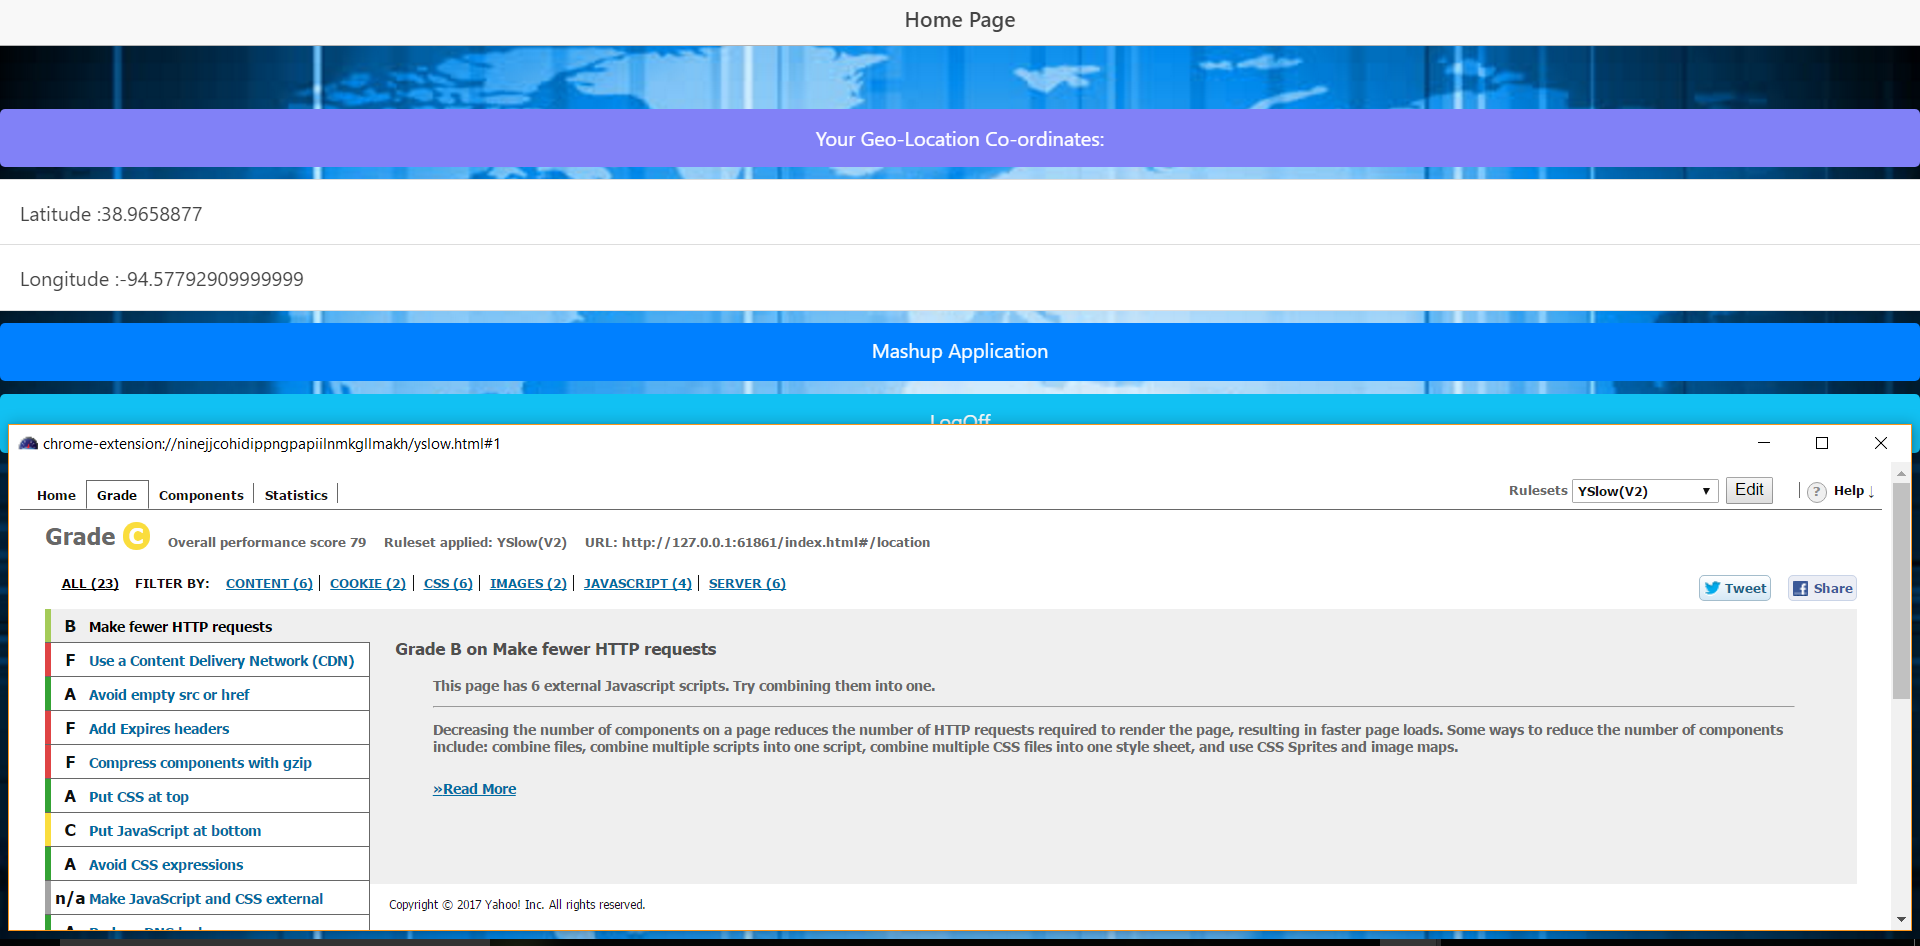 Home Page
Your Geo-Location Co-ordinates:
Latitude :38.9658877
Longitude :-94.57792909999999
Mashup Application
LogOff
chrome-extension://ninejjcohidippngpapiilnmkgllmakh/yslow.html#1
Home Grade Components Statistics Rulesets YSlow(V2) Edit ? Help ↓
Grade C Overall performance score 79 Ruleset applied: YSlow(V2) URL: http://127.0.0.1:61861/index.html#/location
ALL (23) FILTER BY: CONTENT (6) COOKIE (2) CSS (6) IMAGES (2) JAVASCRIPT (4) SERVER (6)
Tweet Share
B Make fewer HTTP requests
F Use a Content Delivery Network (CDN)
A Avoid empty src or href
F Add Expires headers
F Compress components with gzip
A Put CSS at top
C Put JavaScript at bottom
A Avoid CSS expressions
n/a Make JavaScript and CSS external
Grade B on Make fewer HTTP requests
This page has 6 external Javascript scripts. Try combining them into one.
Decreasing the number of components on a page reduces the number of HTTP requests required to render the page, resulting in faster page loads. Some ways to reduce the number of components
include: combine files, combine multiple scripts into one script, combine multiple CSS files into one style sheet, and use CSS Sprites and image maps.
»Read More
Copyright © 2017 Yahoo! Inc. All rights reserved.